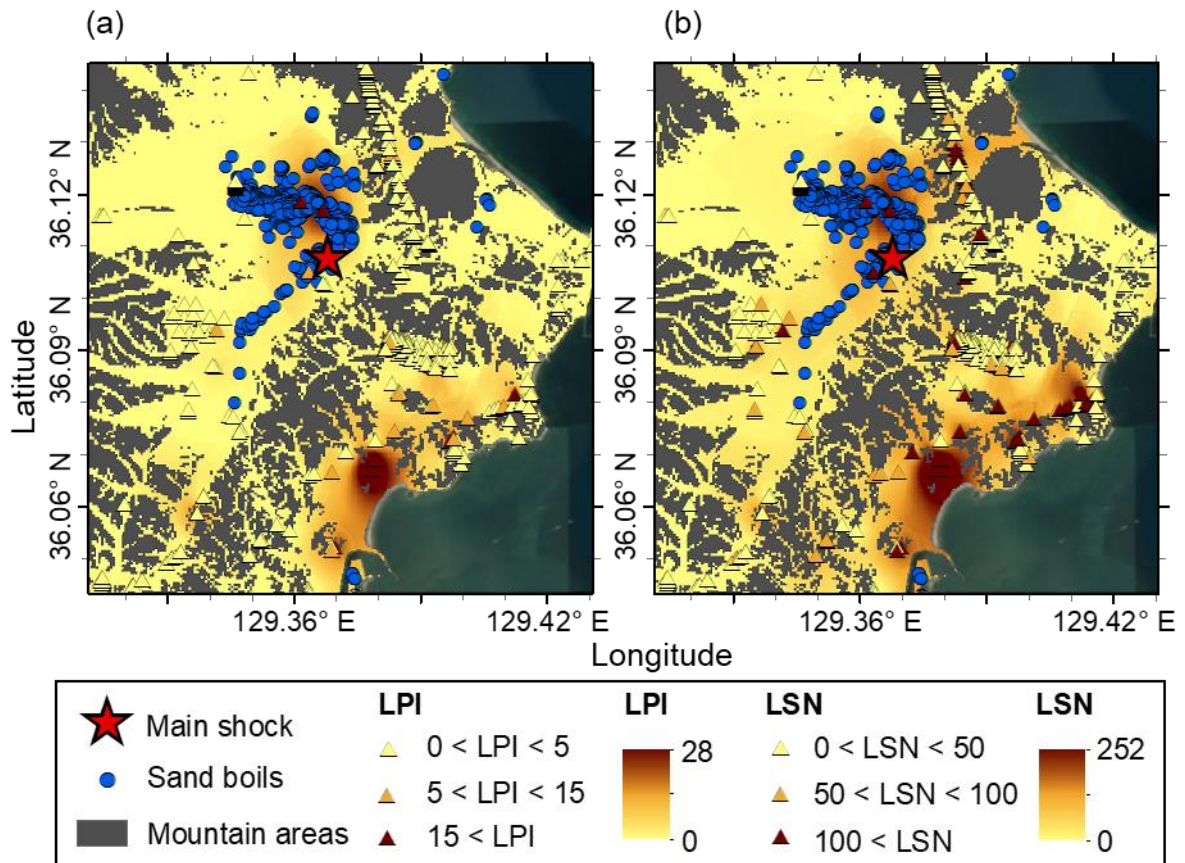 (a)
(b)
36.12° N
36.09° N
36.06° N
36.12° N
36.09° N
36.06° N
Latitude
129.36° E
129.42° E
129.36° E
129.42° E
Longitude
Main shock
Sand boils
Mountain areas
LPI
0 < LPI < 5
5 < LPI < 15
15 < LPI
LPI
28
0
LSN
0 < LSN < 50
50 < LSN < 100
100 < LSN
LSN
252
0